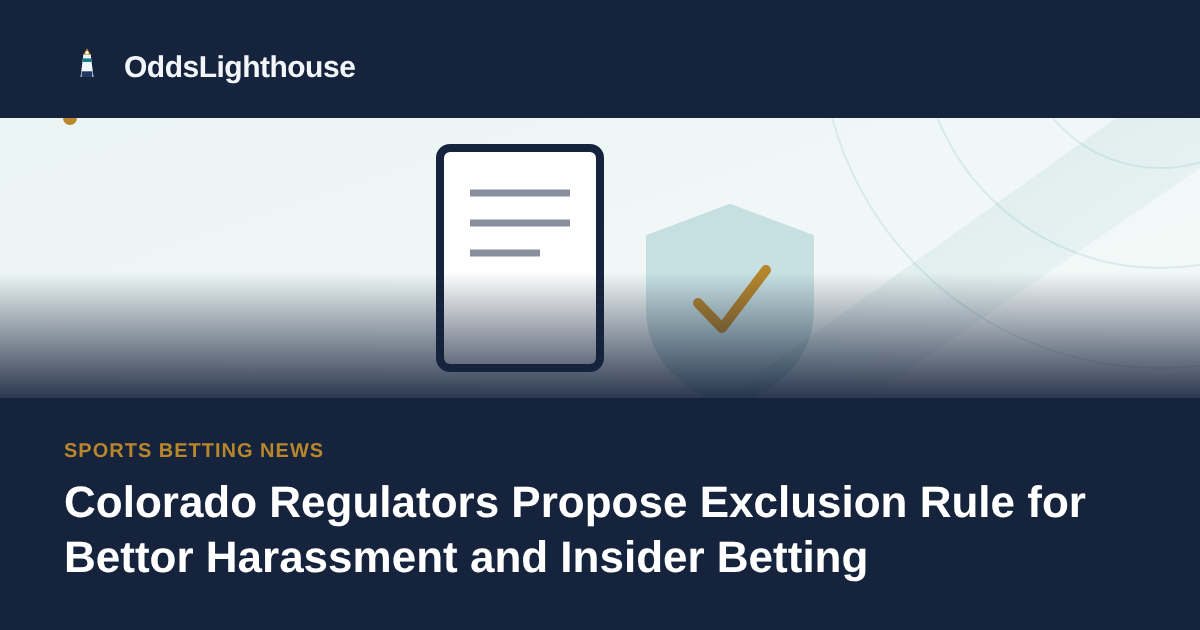 OddsLighthouse
SPORTS BETTING NEWS
Colorado Regulators Propose Exclusion Rule for
Bettor Harassment and Insider Betting